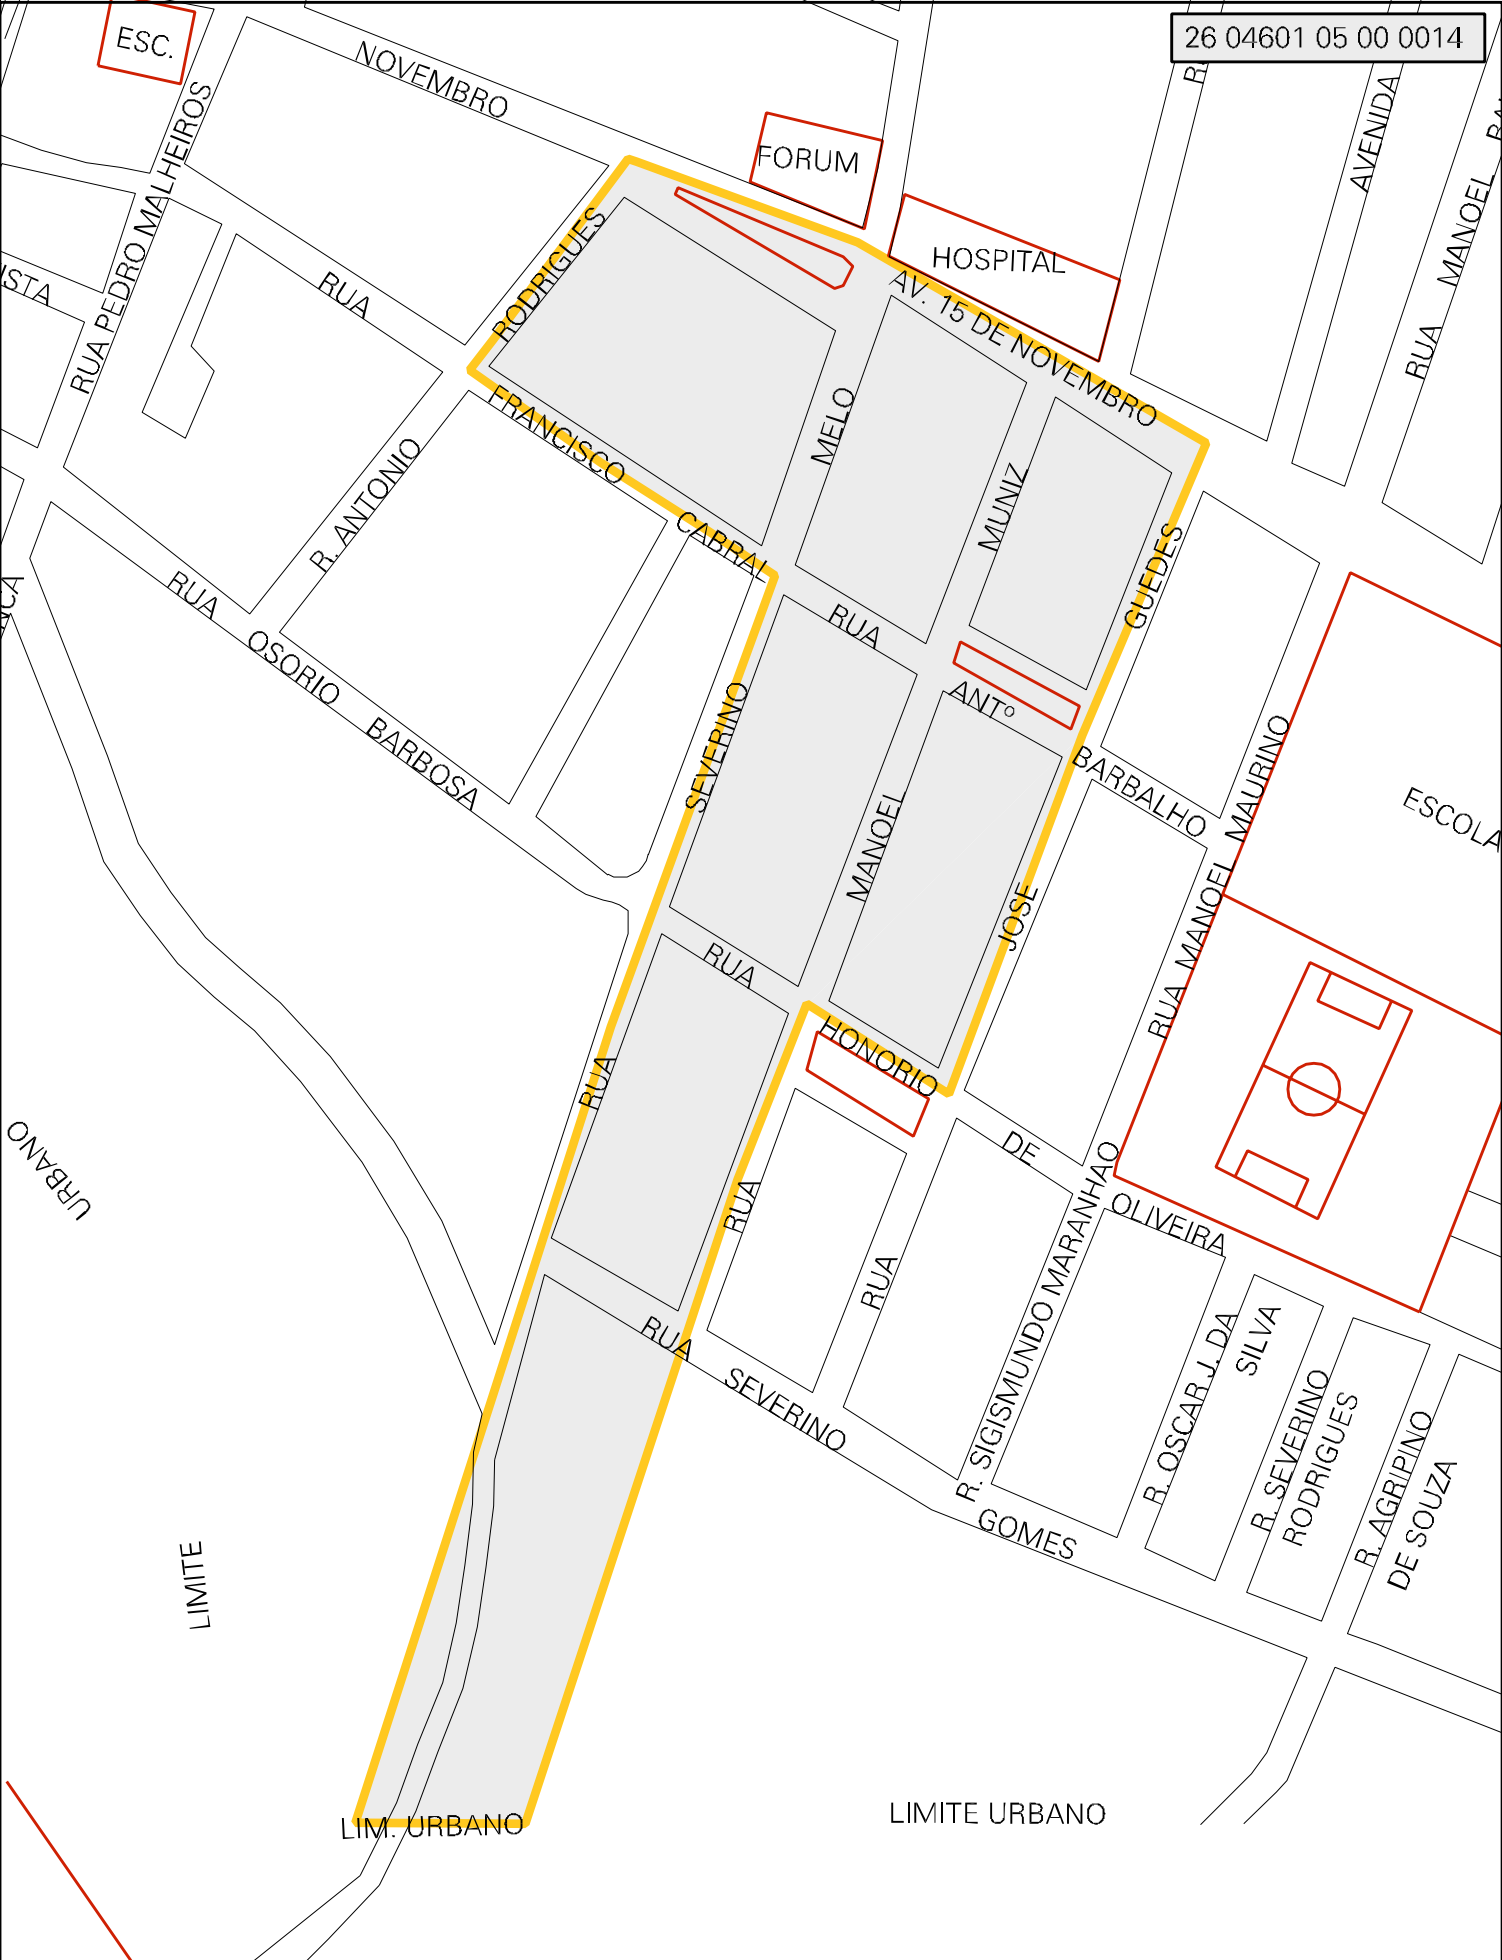 26 04601 05 00 0014
ESC.
NOVEMBRO
FORUM
HOSPITAL
AVENIDA
RUA MANOEL
RUA PEDRO MALHEIROS
RUA
RODRIGUES
AV. 15 DE NOVEMBRO
FRANCISCO
CABRAL
MELO
MUNIZ
GUEDES
R. ANTONIO
RUA
OSORIO
BARBOSA
RUA
ANTº
BARBALHO
SEVERINO
MANOEL
JOSE
RUA MANOEL MAURINO
ESCOLA
RUA
HONORIO
DE
OLIVEIRA
RUA
RUA
RUA
RUA
SEVERINO
GOMES
R. SIGISMUNDO MARANHAO
R. OSCAR J. DA
SILVA
R. SEVERINO
RODRIGUES
R. AGRIPINO
DE SOUZA
URBANO
LIMITE
LIM. URBANO
LIMITE URBANO